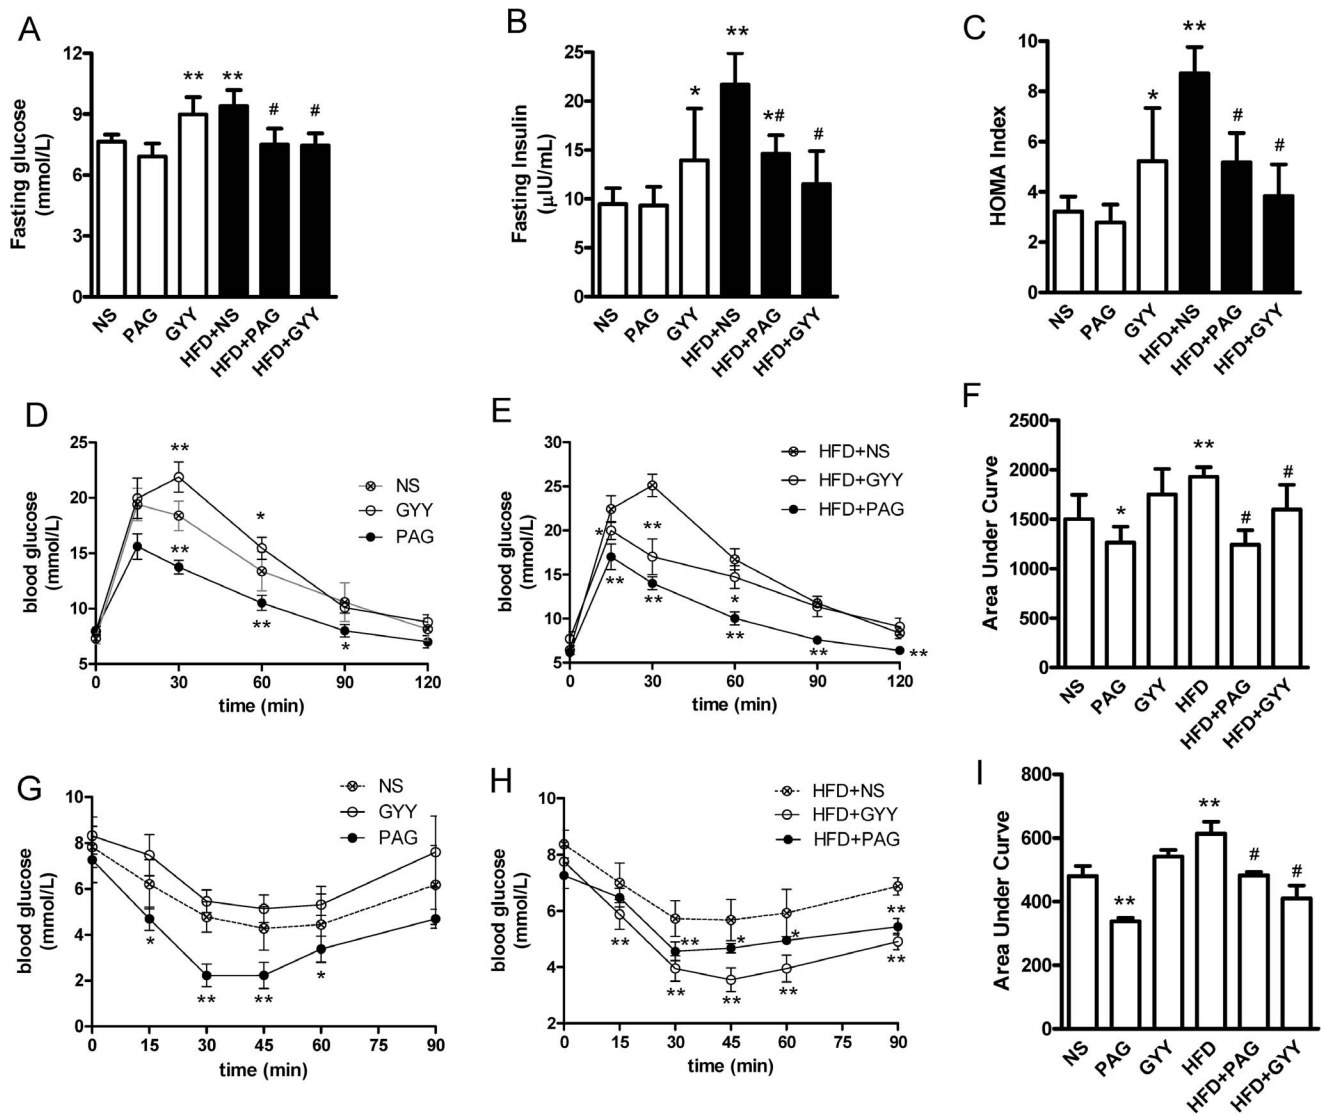 A
Fasting glucose
(mmol/L)
12
9
6
3
0
** ** # #
NS PAG GYY HFD+NS HFD+PAG HFD+GYY
B
Fasting Insulin
(μIU/mL)
25
20
15
10
5
0
* ** *# #
NS PAG GYY HFD+NS HFD+PAG HFD+GYY
C
HOMA Index
10
8
6
4
2
0
* ** # #
NS PAG GYY HFD+NS HFD+PAG HFD+GYY
D
blood glucose
(mmol/L)
25
20
15
10
5
** * ** ** *
NS
GYY
PAG
0 30 60 90 120
time (min)
E
blood glucose
(mmol/L)
30
25
20
15
10
5
* ** ** ** * ** ** **
HFD+NS
HFD+GYY
HFD+PAG
0 30 60 90 120
time (min)
F
Area Under Curve
2500
2000
1500
1000
500
0
* ** # #
NS PAG GYY HFD HFD+PAG HFD+GYY
G
blood glucose
(mmol/L)
10
8
6
4
2
0
* ** ** *
NS
GYY
PAG
0 15 30 45 60 75 90
time (min)
H
blood glucose
(mmol/L)
10
8
6
4
2
** ** * * ** ** ** ** **
HFD+NS
HFD+GYY
HFD+PAG
0 15 30 45 60 75 90
time (min)
I
Area Under Curve
800
600
400
200
0
** ** # #
NS PAG GYY HFD HFD+PAG HFD+GYY